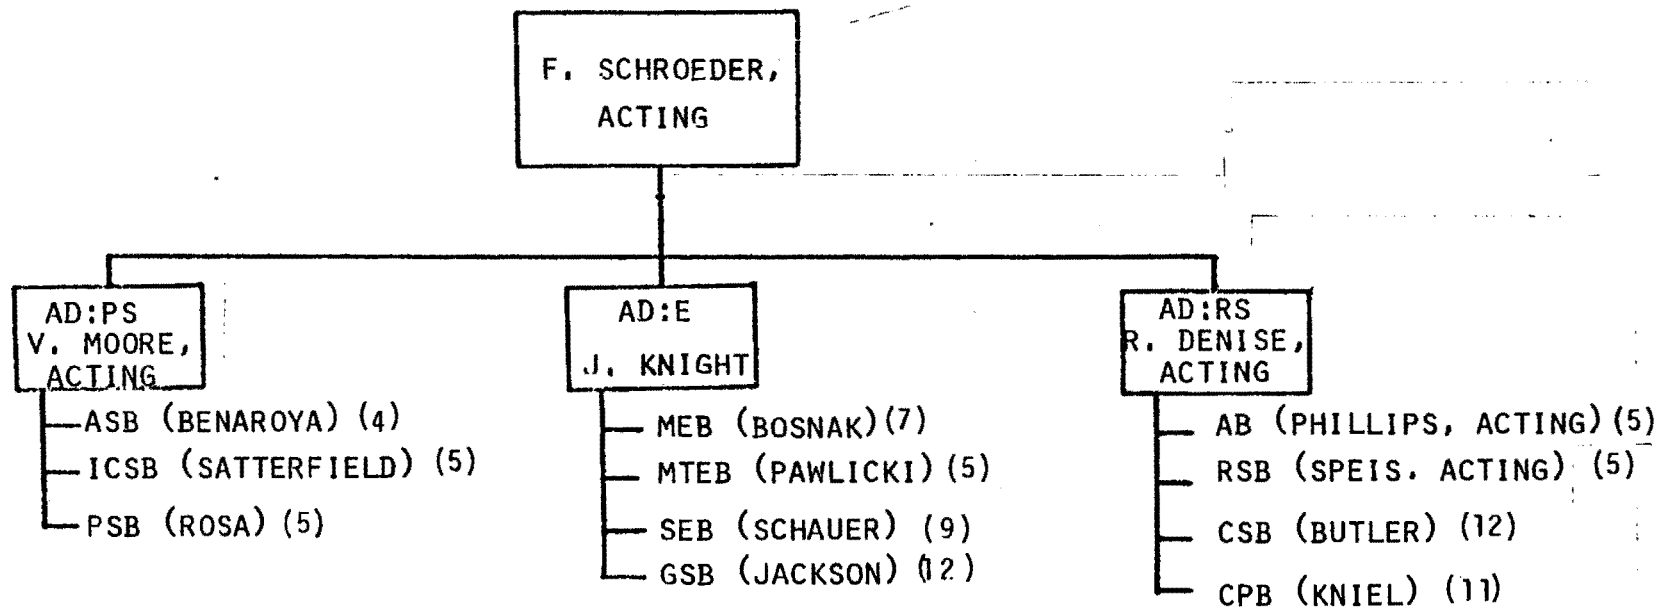 F. SCHROEDER,
ACTING
AD:PS
V. MOORE,
ACTING
ASB (BENAROYA) (4)
ICSB (SATTERFIELD) (5)
PSB (ROSA) (5)
AD:E
J. KNIGHT
MEB (BOSNAK) (7)
MTEB (PAWLICKI) (5)
SEB (SCHAUER) (9)
GSB (JACKSON) (12)
AD:RS
R. DENISE,
ACTING
AB (PHILLIPS, ACTING) (5)
RSB (SPEIS. ACTING) (5)
CSB (BUTLER) (12)
CPB (KNIEL) (11)